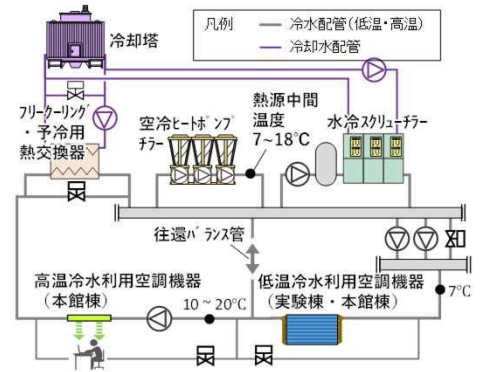 凡例
冷水配管(低温・高温)
冷却水配管
冷却塔
フリークーリング
・予冷用
熱交換器
空冷ヒートポンプ
チラー
熱源中間
温度
7~18℃
水冷スクリューチラー
往還バランス管
高温冷水利用空調機器
(本館棟)
10~20℃
低温冷水利用空調機器
(実験棟・本館棟)
7℃